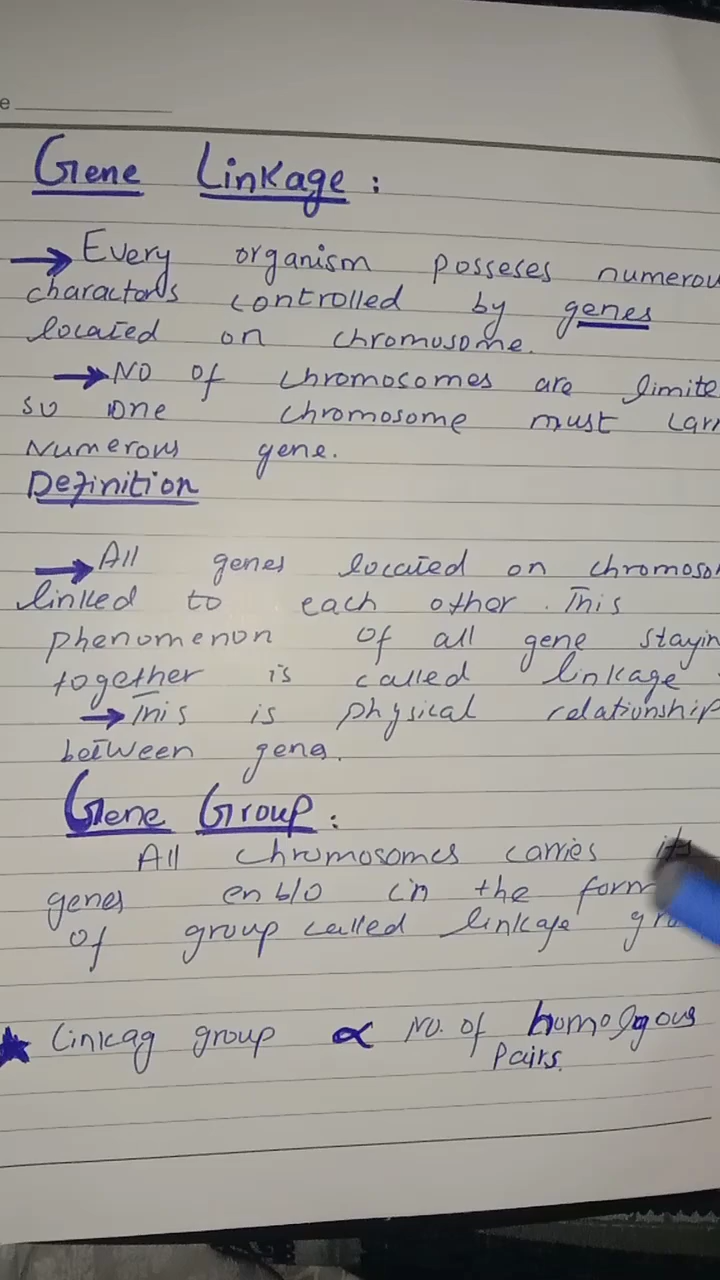 e
Gene Linkage :
→ Every organism posseses numerou
charactors controlled by genes
located on chromosome.
→ No of chromosomes are limite
so one chromosome must carr
Numerous gene.
Definition
→ All genes located on chromoso
linked to each other. This
phenomenon of all gene stayin
together is called linkage
→ This is physical relationship
between genes.
Gene Group :
All chromosomes carries its
genes enblo in the form
of group called linkage
★ Linkag group ∝ No. of homologous
pairs.